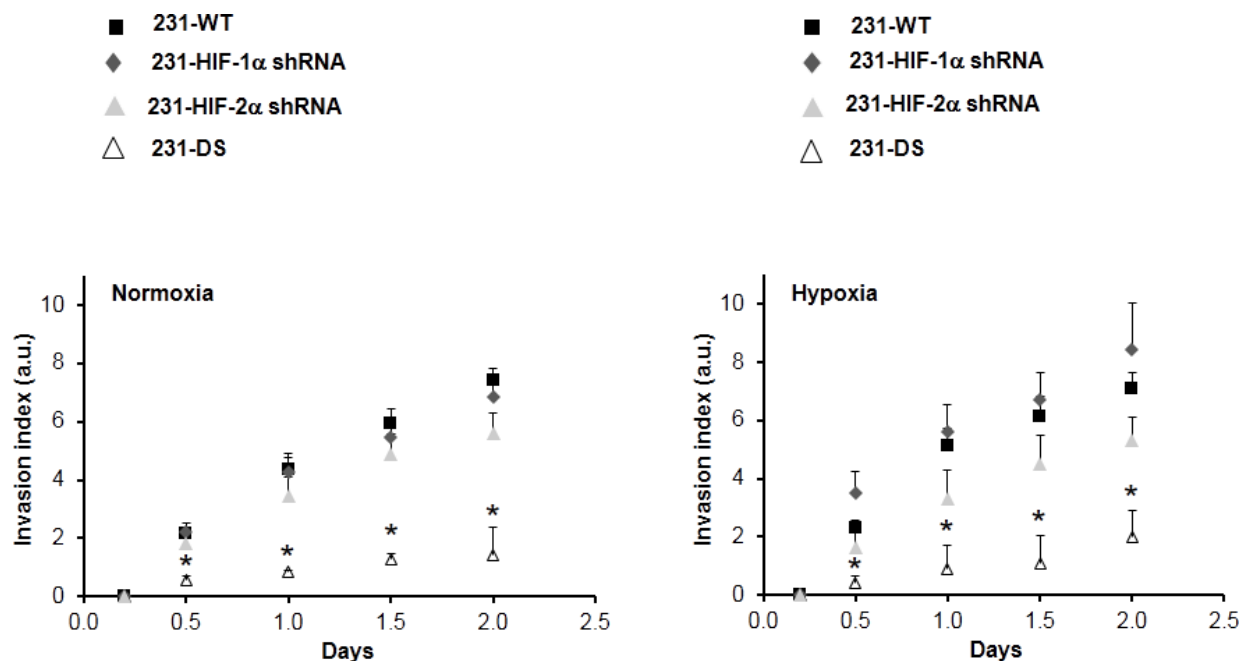 231-WT
231-HIF-1α shRNA
231-HIF-2α shRNA
231-DS
Normoxia
Invasion index (a.u.)
10
8
6
4
2
0
0.0 0.5 1.0 1.5 2.0 2.5
Days
* * * *
231-WT
231-HIF-1α shRNA
231-HIF-2α shRNA
231-DS
Hypoxia
Invasion index (a.u.)
10
8
6
4
2
0
0.0 0.5 1.0 1.5 2.0 2.5
Days
* * * *